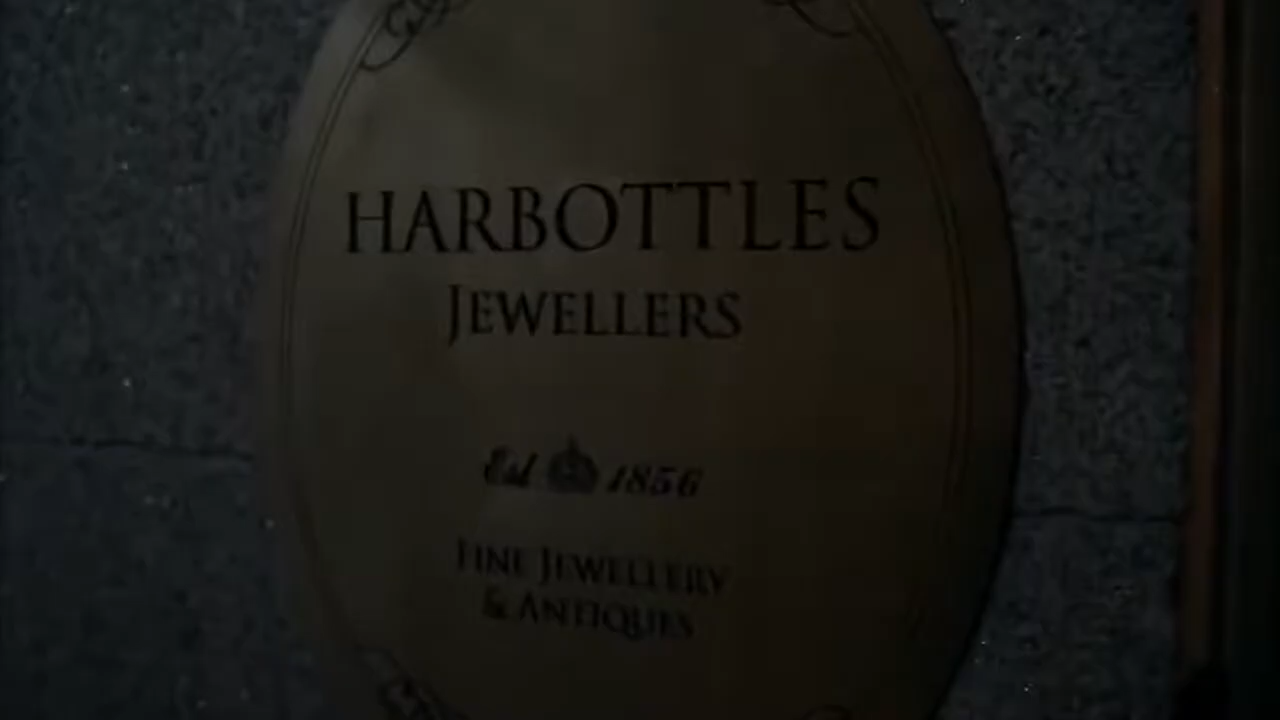 HARBOTTLES
JEWELLERS
Est 1856
FINE JEWELLERY
& ANTIQUES